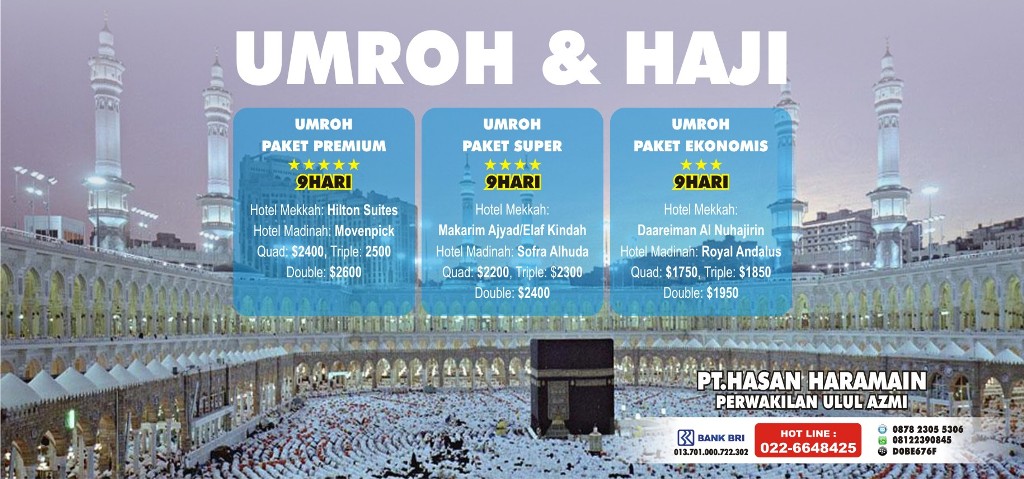 UMROH & HAJI
UMROH
PAKET PREMIUM
9HARI
Hotel Mekkah: Hilton Suites
Hotel Madinah: Movenpick
Quad: $2400, Triple: 2500
Double: $2600
UMROH
PAKET SUPER
9HARI
Hotel Mekkah:
Makarim Ajyad/Elaf Kindah
Hotel Madinah: Sofra Alhuda
Quad: $2200, Triple: $2300
Double: $2400
UMROH
PAKET EKONOMIS
9HARI
Hotel Mekkah:
Daareiman Al Nuhajirin
Hotel Madinah: Royal Andalus
Quad: $1750, Triple: $1850
Double: $1950
PT.HASAN HARAMAIN
PERWAKILAN ULUL AZMI
BANK BRI
013.701.000.722.302
HOT LINE :
022-6648425
0878 2305 5306
08122390845
D0BE676F